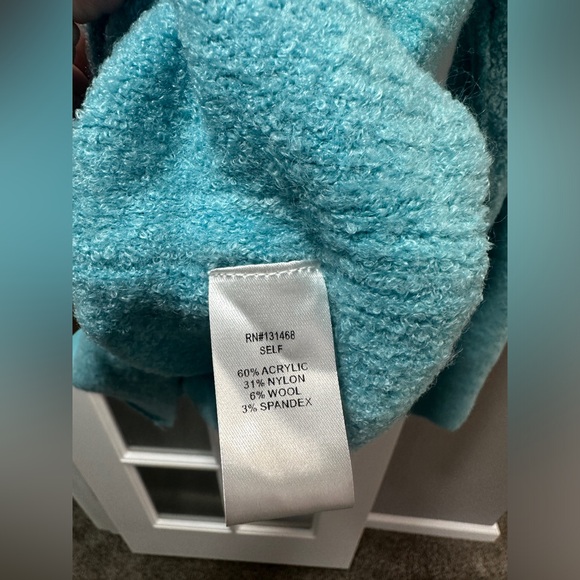 RN#131468
SELF
60% ACRYLIC
31% NYLON
6% WOOL
3% SPANDEX